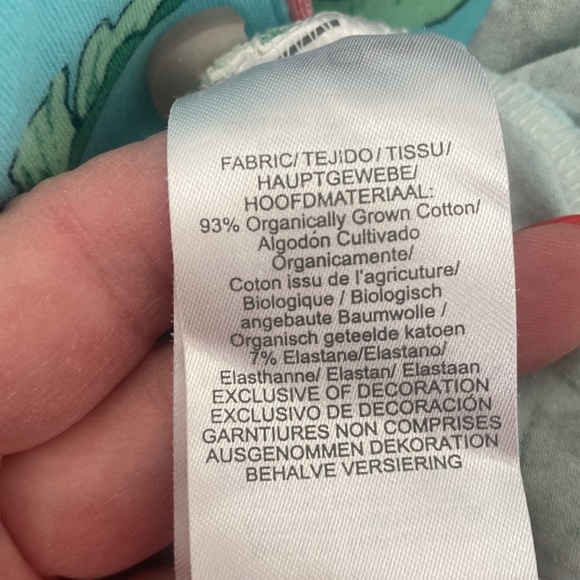 FABRIC/ TEJIDO / TISSU/
HAUPTGEWEBE/
HOOFDMATERIAAL:
93% Organically Grown Cotton/
Algodón Cultivado
Organicamente/
Coton issu de l'agricuture/
Biologique / Biologisch
angebaute Baumwolle /
Organisch geteelde katoen
7% Elastane/Elastano/
Elasthanne/ Elastan/ Elastaan
EXCLUSIVE OF DECORATION
EXCLUSIVO DE DECORACIÓN
GARNTIURES NON COMPRISES
AUSGENOMMEN DEKORATION
BEHALVE VERSIERING